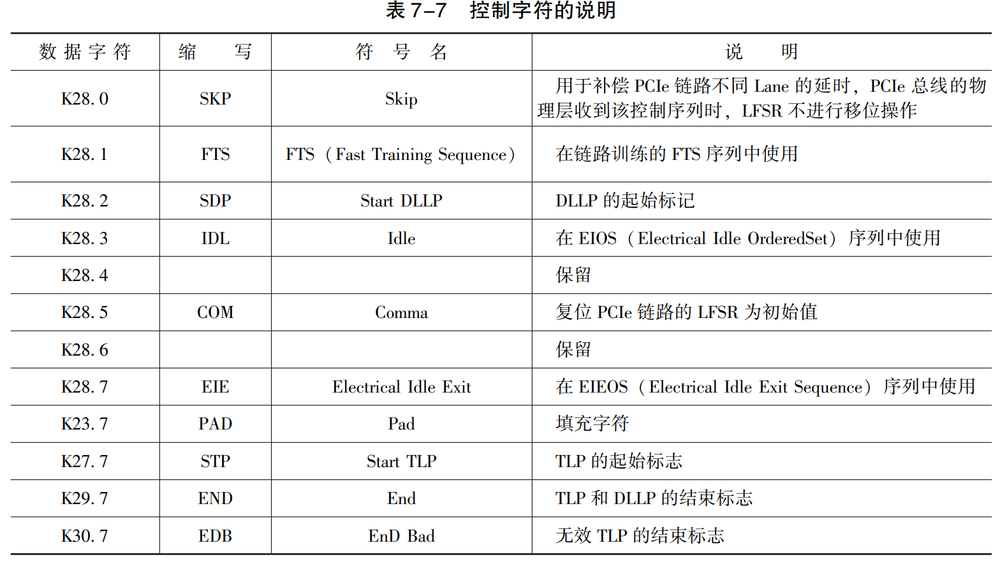 表 7-7 控制字符的说明
数据字符 缩写 符号名 说明
K28. 0 SKP Skip 用于补偿 PCIe 链路不同 Lane 的延时，PCIe 总线的物
理层收到该控制序列时，LFSR 不进行移位操作
K28. 1 FTS FTS（Fast Training Sequence） 在链路训练的 FTS 序列中使用
K28. 2 SDP Start DLLP DLLP 的起始标记
K28. 3 IDL Idle 在 EIOS（Electrical Idle OrderedSet）序列中使用
K28. 4 保留
K28. 5 COM Comma 复位 PCIe 链路的 LFSR 为初始值
K28. 6 保留
K28. 7 EIE Electrical Idle Exit 在 EIEOS（Electrical Idle Exit Sequence）序列中使用
K23. 7 PAD Pad 填充字符
K27. 7 STP Start TLP TLP 的起始标志
K29. 7 END End TLP 和 DLLP 的结束标志
K30. 7 EDB EnD Bad 无效 TLP 的结束标志